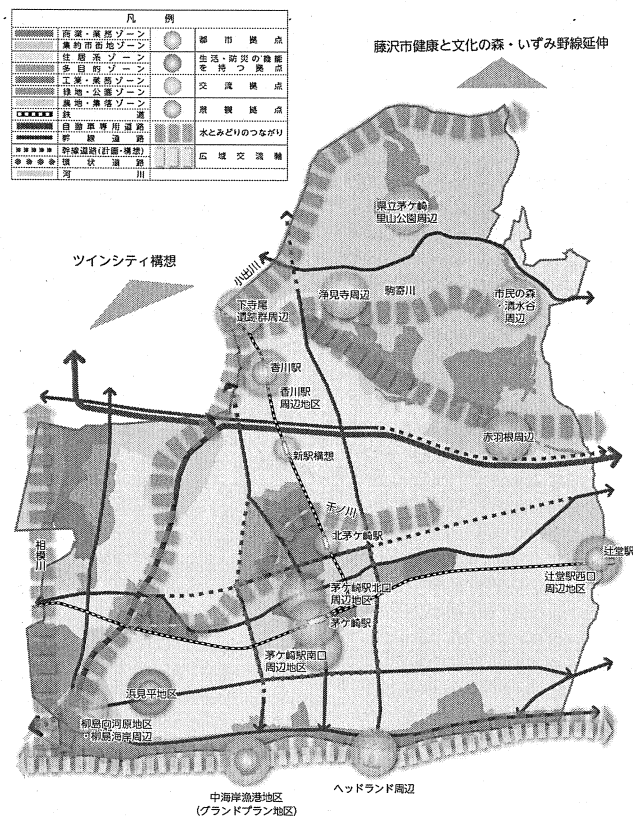 凡 例
商業・業務ゾーン
集約市街地ゾーン
住居系ゾーン
多目的ゾーン
工業・業務ゾーン
緑地・公園ゾーン
農地・集落ゾーン
鉄道
自動車専用道路
幹線道路
幹線道路(計画・構想)
環状道路
河川
都市拠点
生活・防災の機能
を持つ拠点
交流拠点
景観拠点
水とみどりのつながり
広域交流軸
藤沢市健康と文化の森・いずみ野線延伸
県立茅ケ崎
里山公園周辺
ツインシティ構想
小出川
浄見寺周辺
駒寄川
市民の森・
清水谷
周辺
下寺尾
遺跡群周辺
香川駅
香川駅
周辺地区
赤羽根周辺
新駅構想
千ノ川
北茅ケ崎駅
相模川
辻堂駅
辻堂駅西口
周辺地区
茅ケ崎駅北口
周辺地区
茅ケ崎駅
茅ケ崎駅南口
周辺地区
浜見平地区
柳島向河原地区
・柳島海岸周辺
ヘッドランド周辺
中海岸漁港地区
(グランドプラン地区)